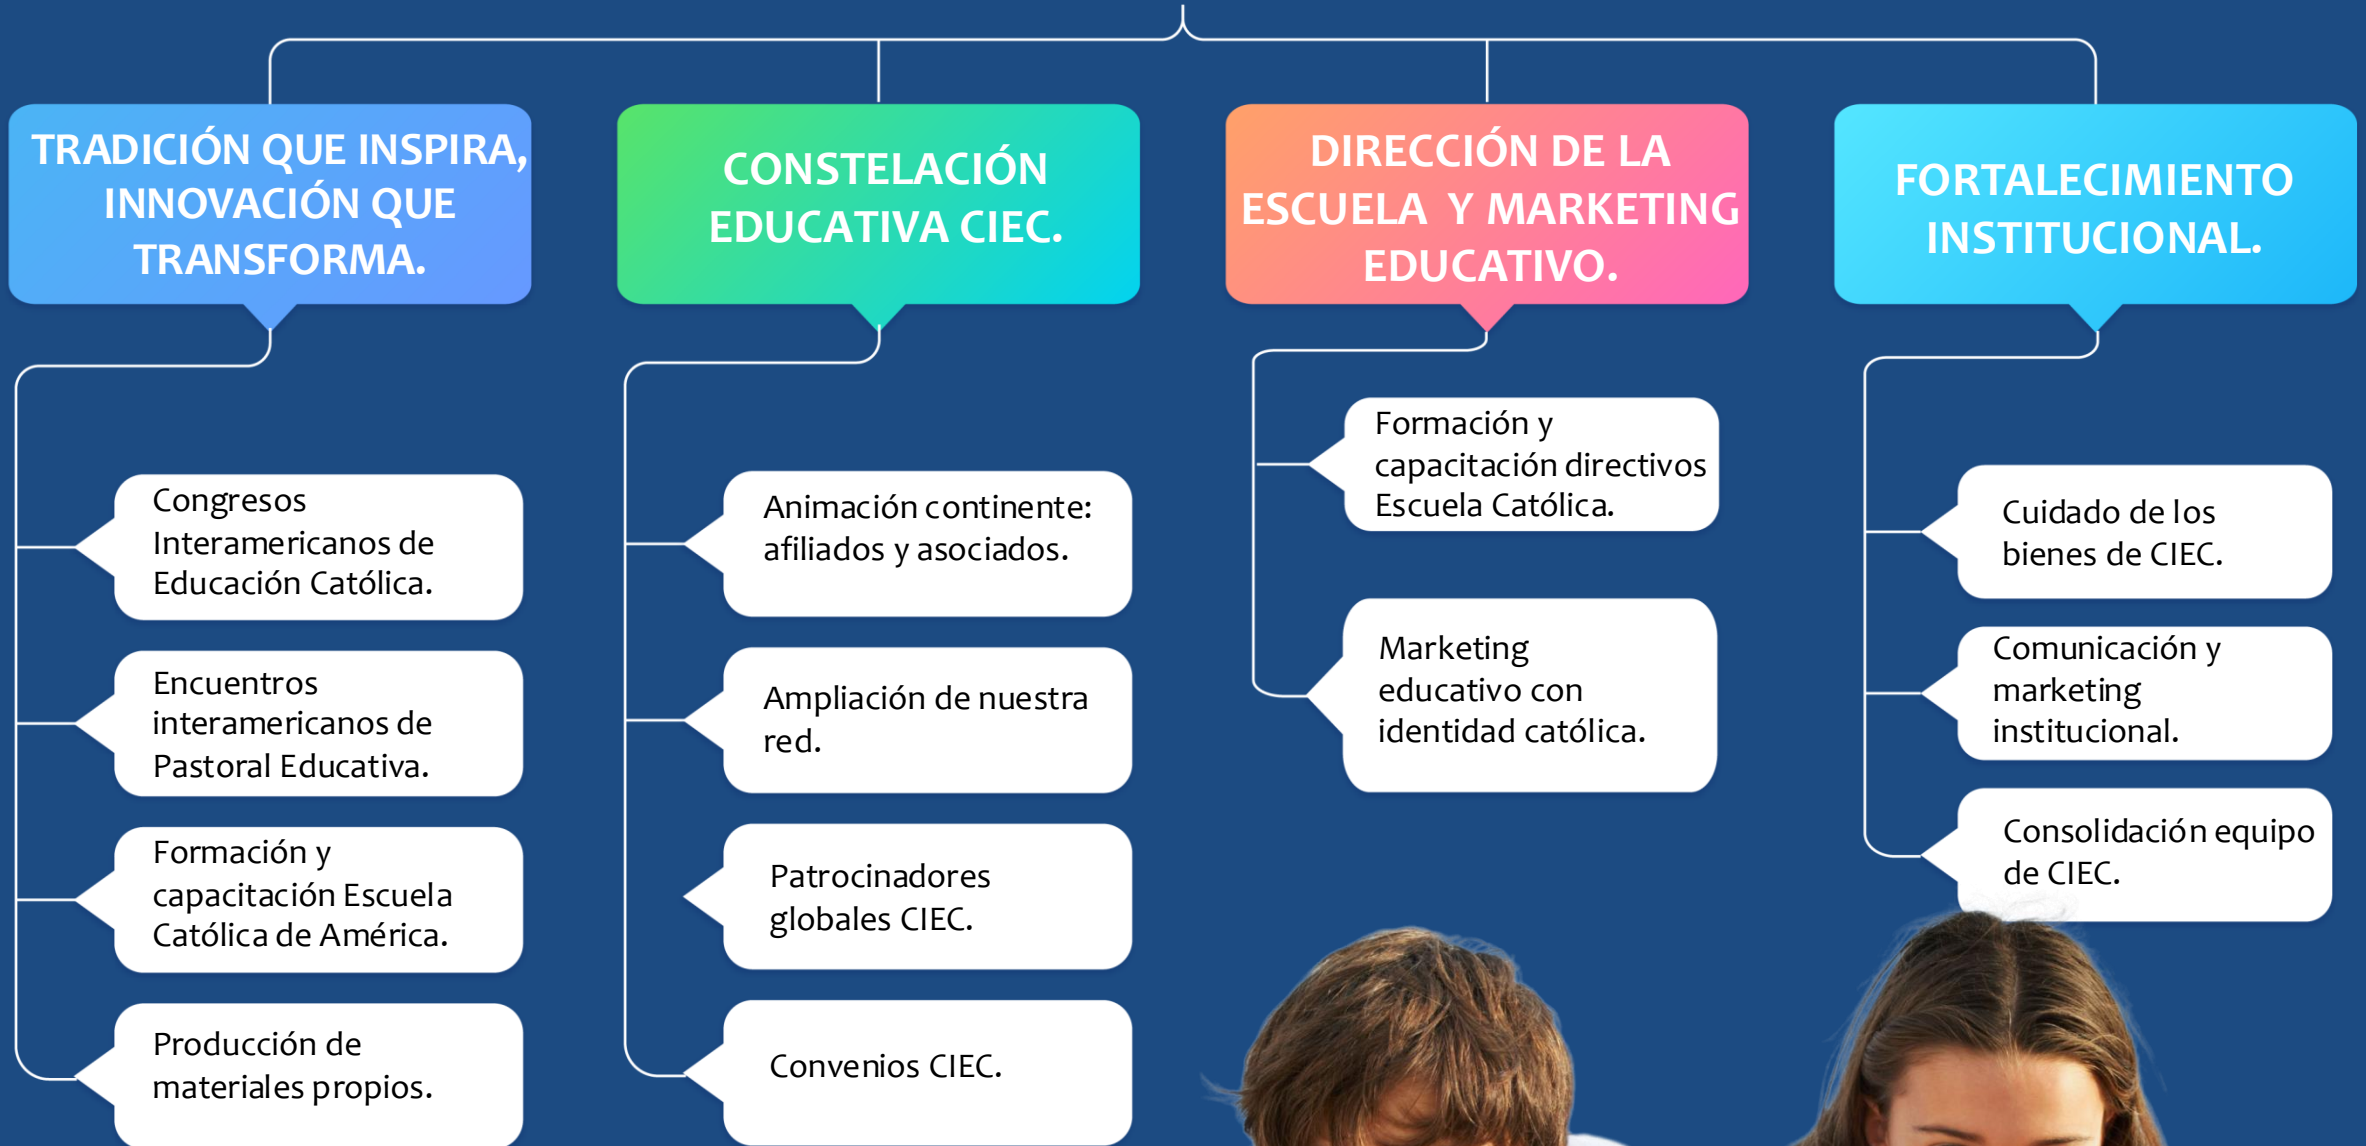 TRADICIÓN QUE INSPIRA,
INNOVACIÓN QUE
TRANSFORMA.
Congresos
Interamericanos de
Educación Católica.
Encuentros
interamericanos de
Pastoral Educativa.
Formación y
capacitación Escuela
Católica de América.
Producción de
materiales propios.
CONSTELACIÓN
EDUCATIVA CIEC.
Animación continente:
afiliados y asociados.
Ampliación de nuestra
red.
Patrocinadores
globales CIEC.
Convenios CIEC.
DIRECCIÓN DE LA
ESCUELA Y MARKETING
EDUCATIVO.
Formación y
capacitación directivos
Escuela Católica.
Marketing
educativo con
identidad católica.
FORTALECIMIENTO
INSTITUCIONAL.
Cuidado de los
bienes de CIEC.
Comunicación y
marketing
institucional.
Consolidación equipo
de CIEC.